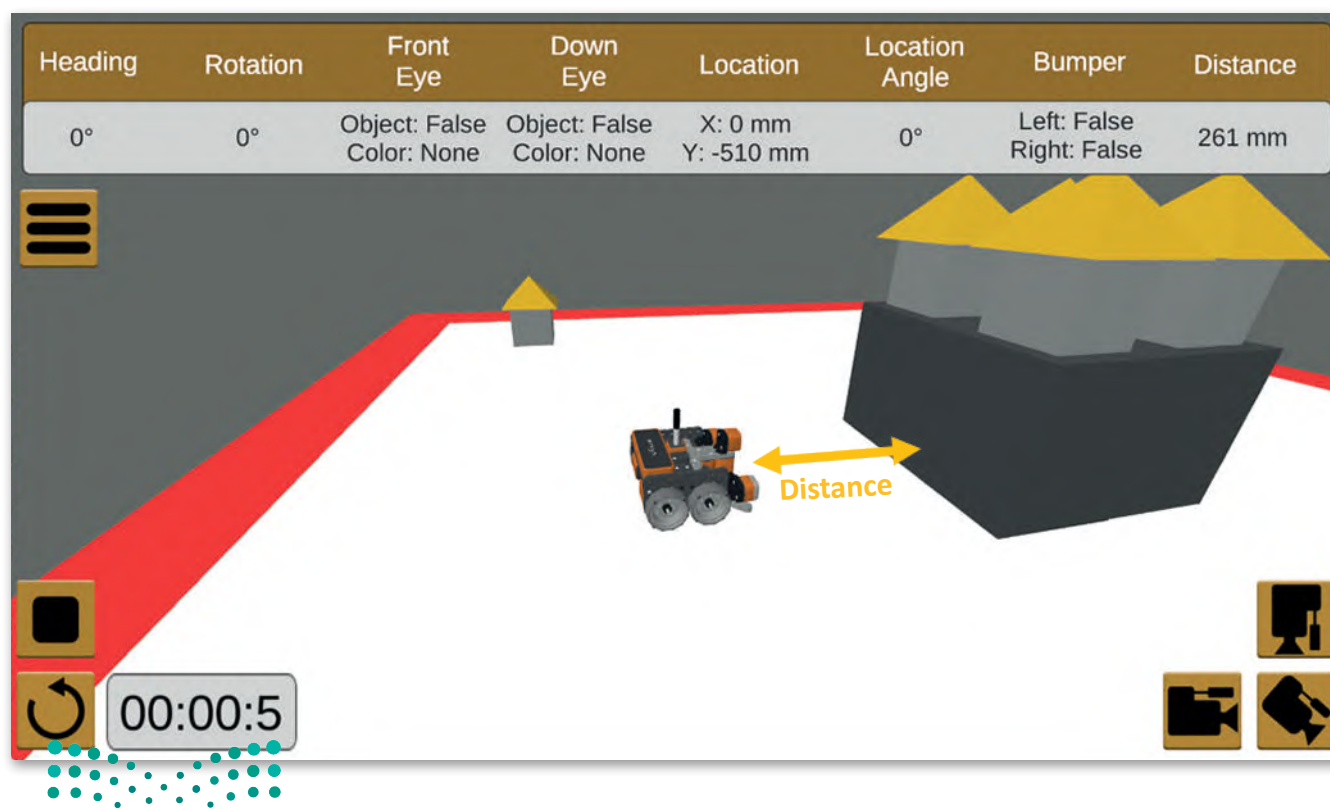 Heading
Rotation
Front
Eye
Down
Eye
Location
Location
Angle
Bumper
Distance
0°
0°
Object: False
Color: None
Object: False
Color: None
X: 0 mm
Y: -510 mm
0°
Left: False
Right: False
261 mm
Distance
00:00:5